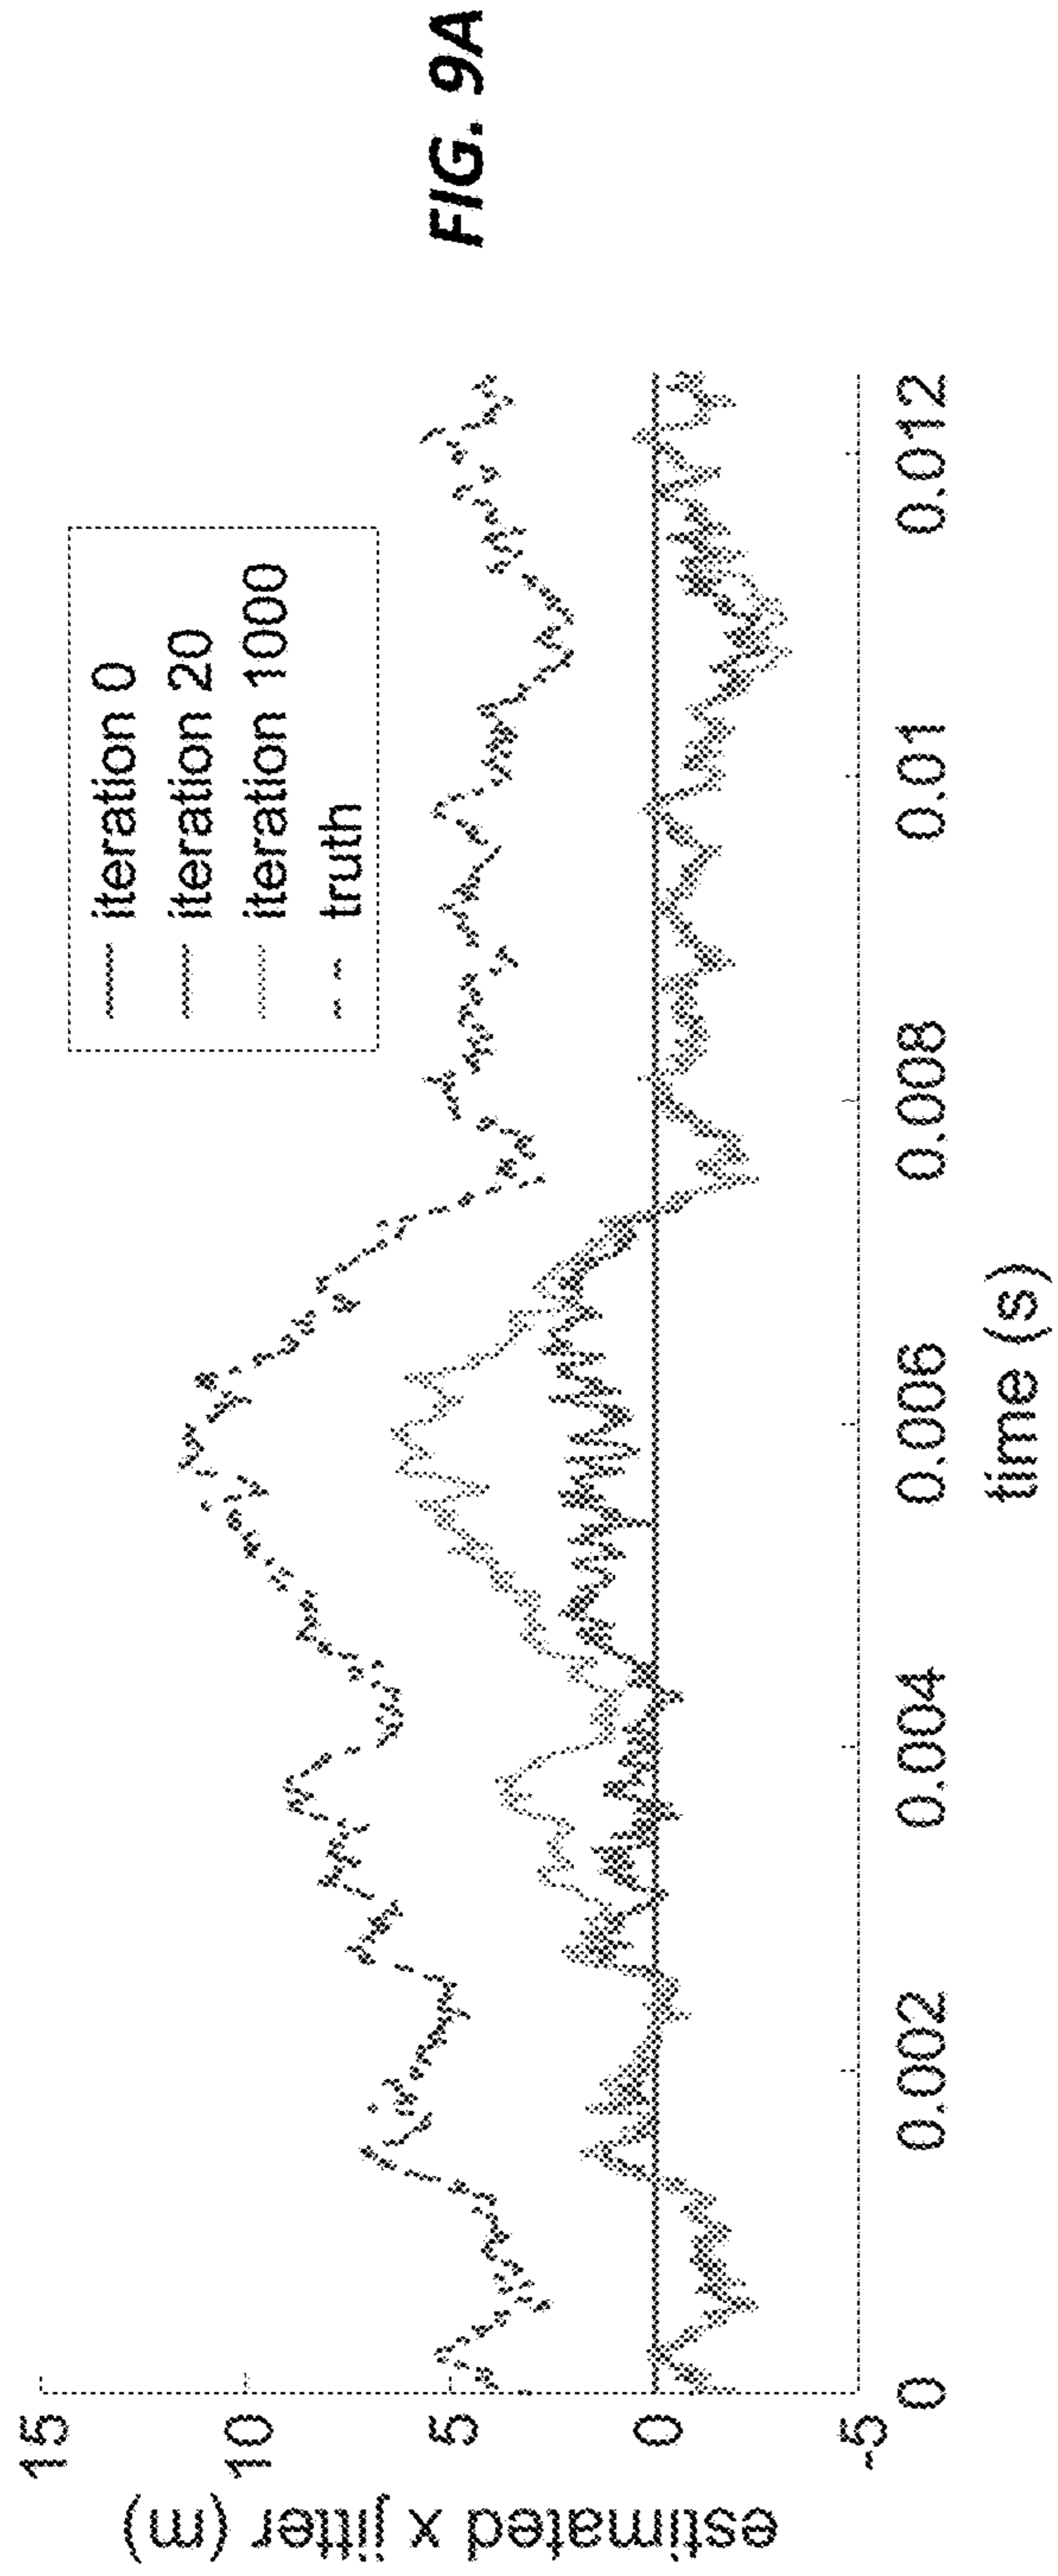 FIG. 9A
iteration 0
iteration 20
iteration 1000
truth
estimated x jitter (m)
15
10
5
0
-5
0
0.002
0.004
0.006
0.008
0.01
0.012
time (s)